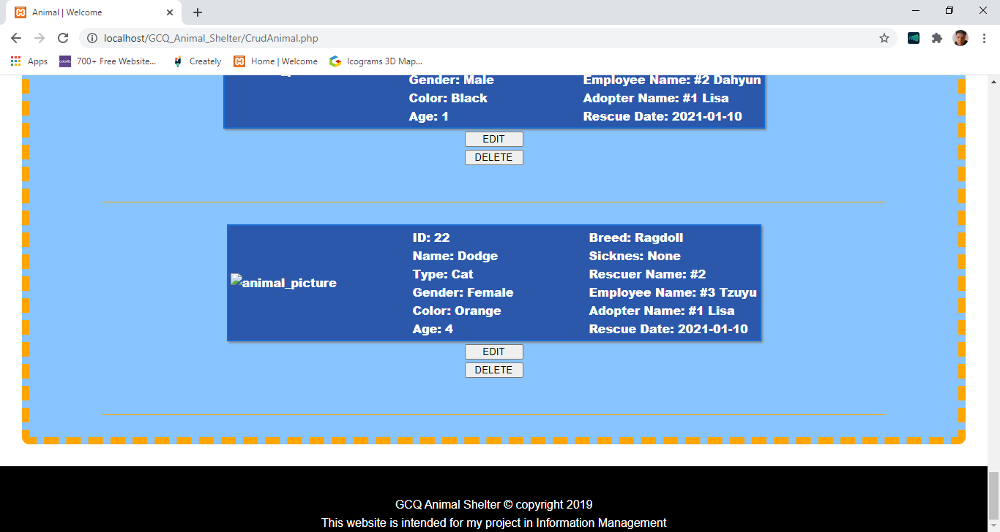 Animal | Welcome
localhost/GCQ_Animal_Shelter/CrudAnimal.php
Apps
700+ Free Website...
Creately
Home | Welcome
Icograms 3D Map...
Gender: Male
Color: Black
Age: 1
Employee Name: #2 Dahyun
Adopter Name: #1 Lisa
Rescue Date: 2021-01-10
EDIT
DELETE
animal_picture
ID: 22
Name: Dodge
Type: Cat
Gender: Female
Color: Orange
Age: 4
Breed: Ragdoll
Sicknes: None
Rescuer Name: #2
Employee Name: #3 Tzuyu
Adopter Name: #1 Lisa
Rescue Date: 2021-01-10
EDIT
DELETE
GCQ Animal Shelter © copyright 2019
This website is intended for my project in Information Management